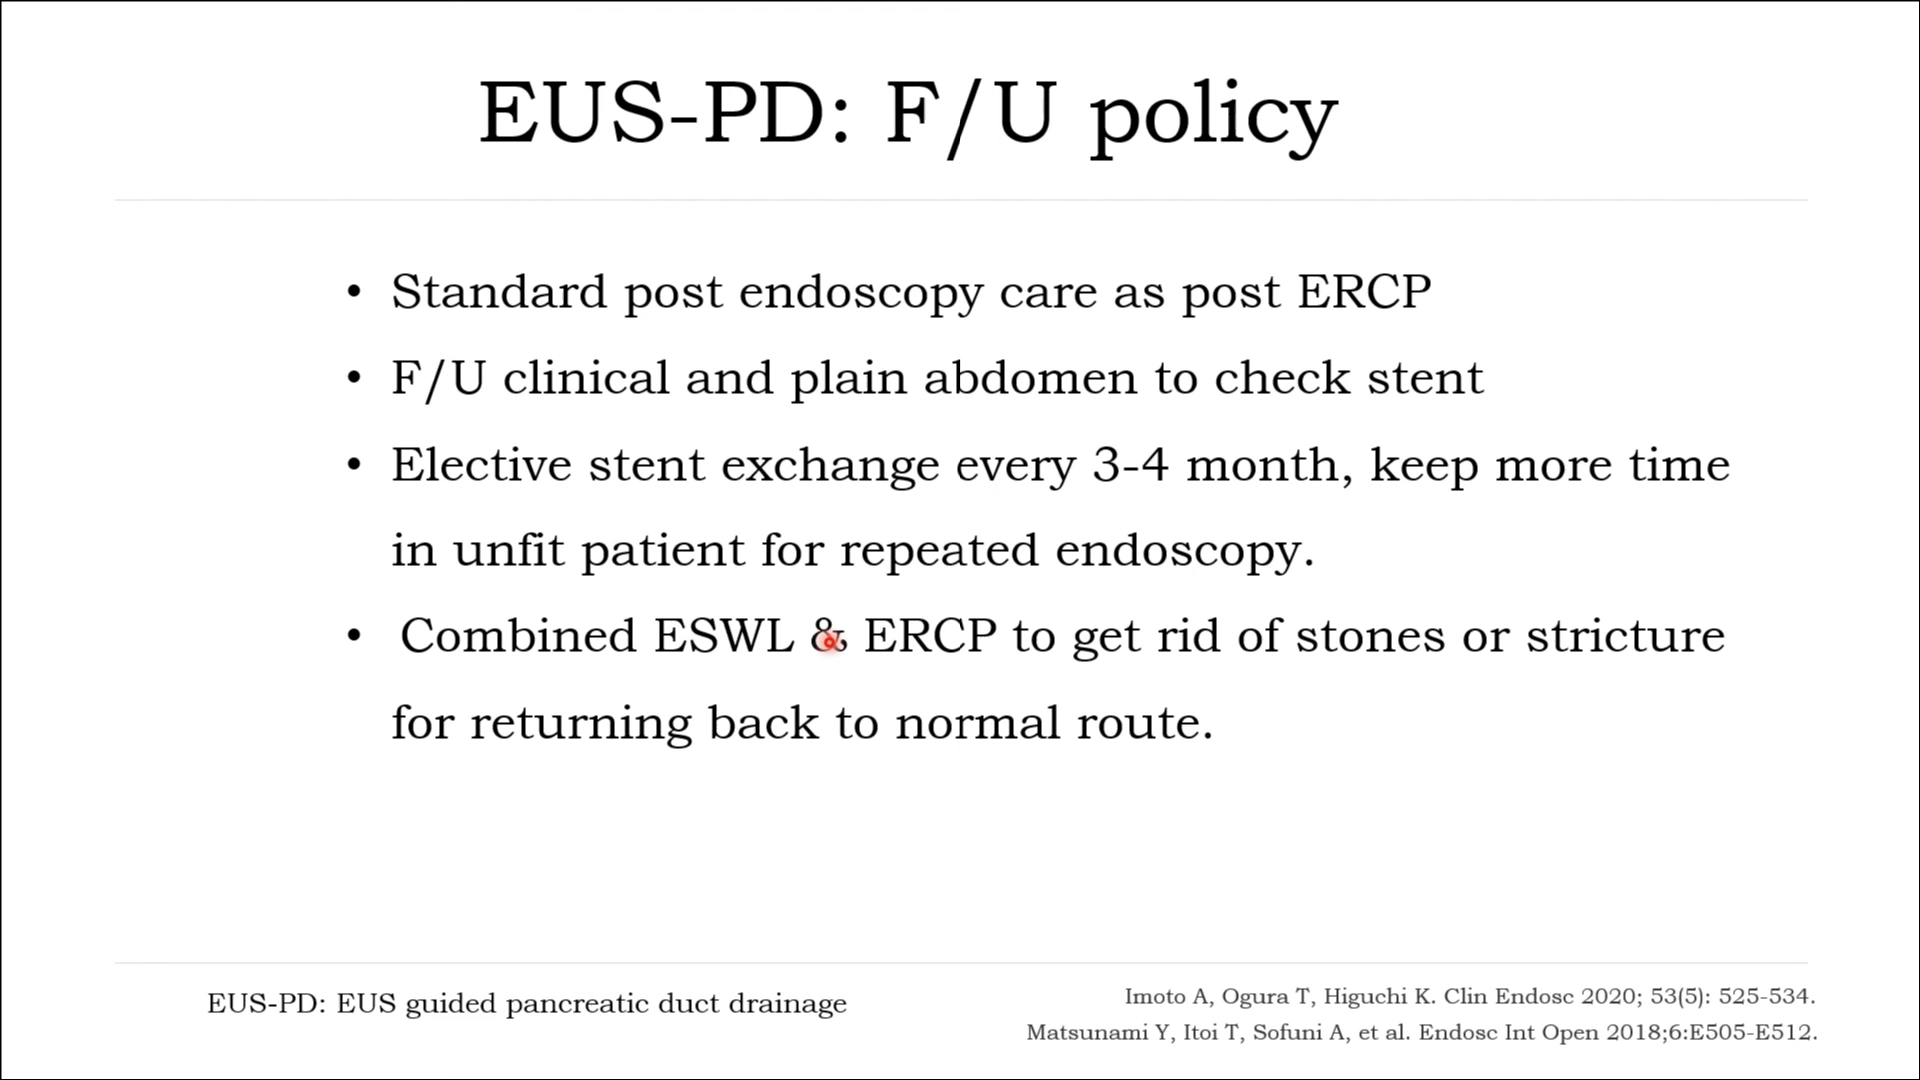 EUS-PD: F/U policy
• Standard post endoscopy care as post ERCP
• F/U clinical and plain abdomen to check stent
• Elective stent exchange every 3-4 month, keep more time
in unfit patient for repeated endoscopy.
• Combined ESWL & ERCP to get rid of stones or stricture
for returning back to normal route.
EUS-PD: EUS guided pancreatic duct drainage
Imoto A, Ogura T, Higuchi K. Clin Endosc 2020; 53(5): 525-534.
Matsunami Y, Itoi T, Sofuni A, et al. Endosc Int Open 2018;6:E505-E512.